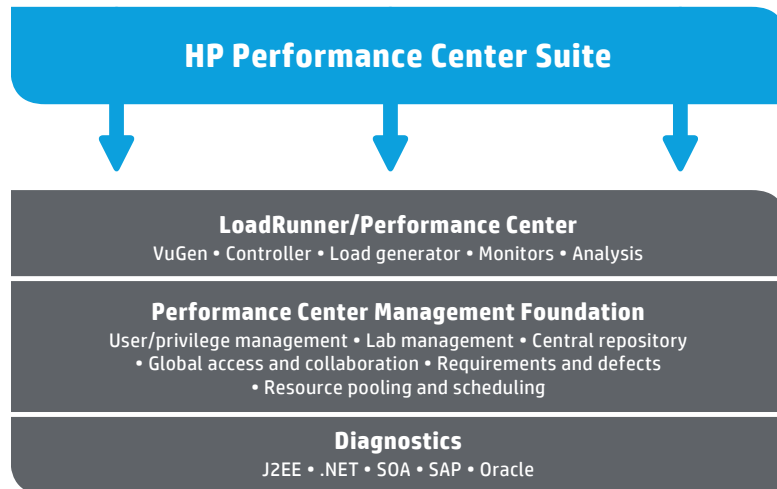 HP Performance Center Suite
LoadRunner/Performance Center
VuGen • Controller • Load generator • Monitors • Analysis
Performance Center Management Foundation
User/privilege management • Lab management • Central repository
• Global access and collaboration • Requirements and defects
• Resource pooling and scheduling
Diagnostics
J2EE • .NET • SOA • SAP • Oracle